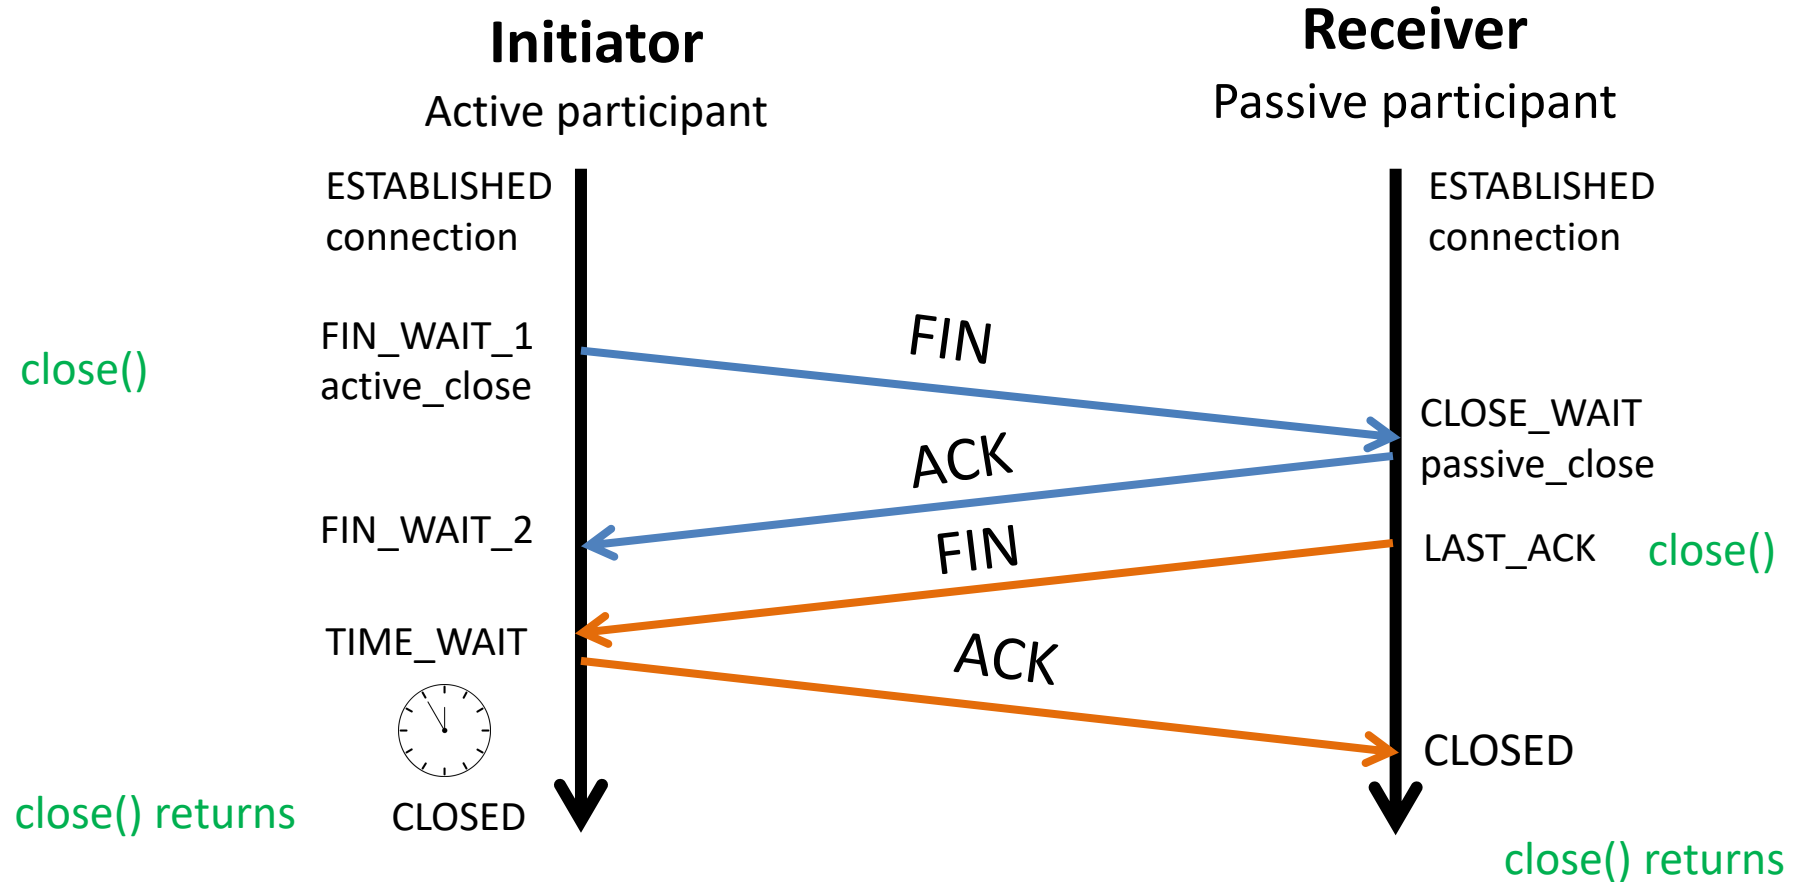 Initiator
Active participant
Receiver
Passive participant
ESTABLISHED
connection
ESTABLISHED
connection
close()
FIN_WAIT_1
active_close
FIN
CLOSE_WAIT
passive_close
ACK
FIN_WAIT_2
FIN
LAST_ACK
close()
TIME_WAIT
ACK
CLOSED
close() returns
CLOSED
close() returns